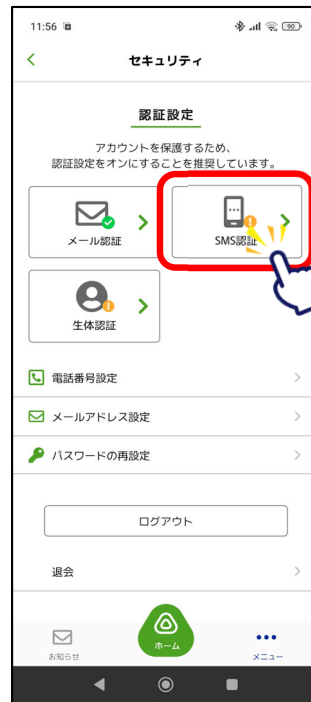 11:56
90
セキュリティ
認証設定
アカウントを保護するため、
認証設定をオンにすることを推奨しています。
メール認証
SMS認証
生体認証
電話番号設定
メールアドレス設定
パスワードの再設定
ログアウト
退会
お知らせ
ホーム
メニュー